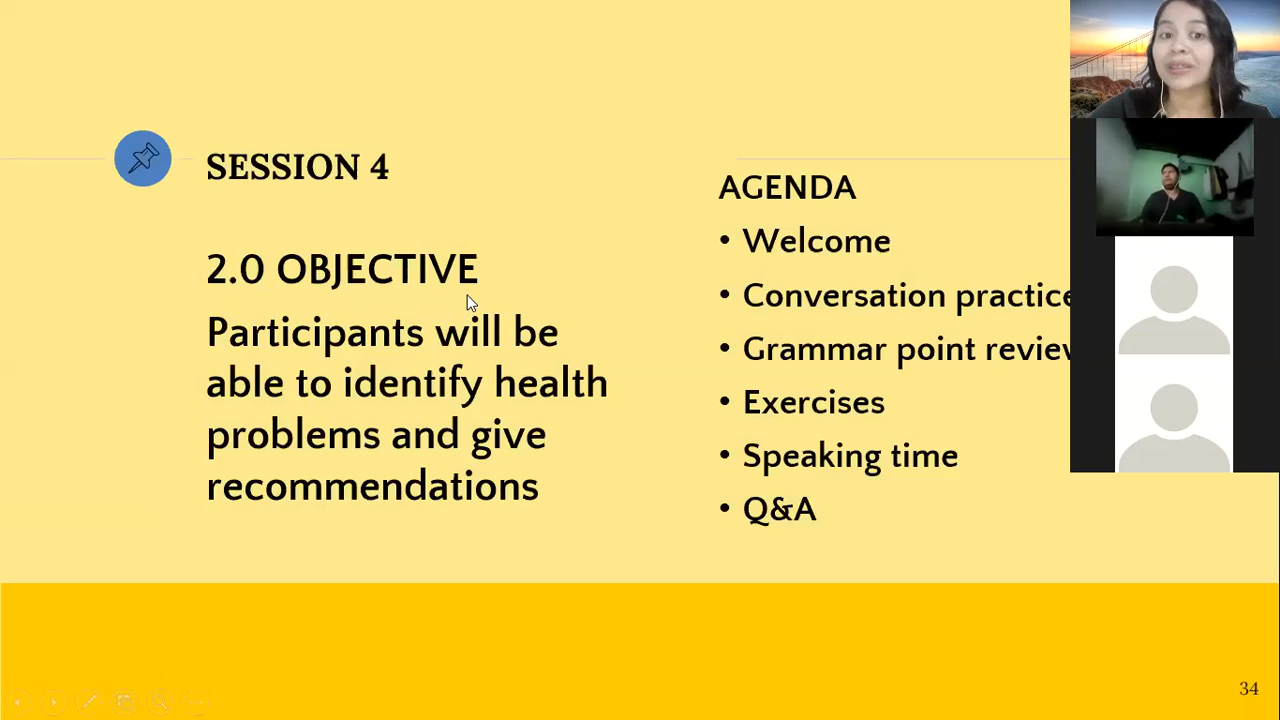 SESSION 4
2.0 OBJECTIVE
Participants will be
able to identify health
problems and give
recommendations
AGENDA
• Welcome
• Conversation practice
• Grammar point review
• Exercises
• Speaking time
• Q&A
34